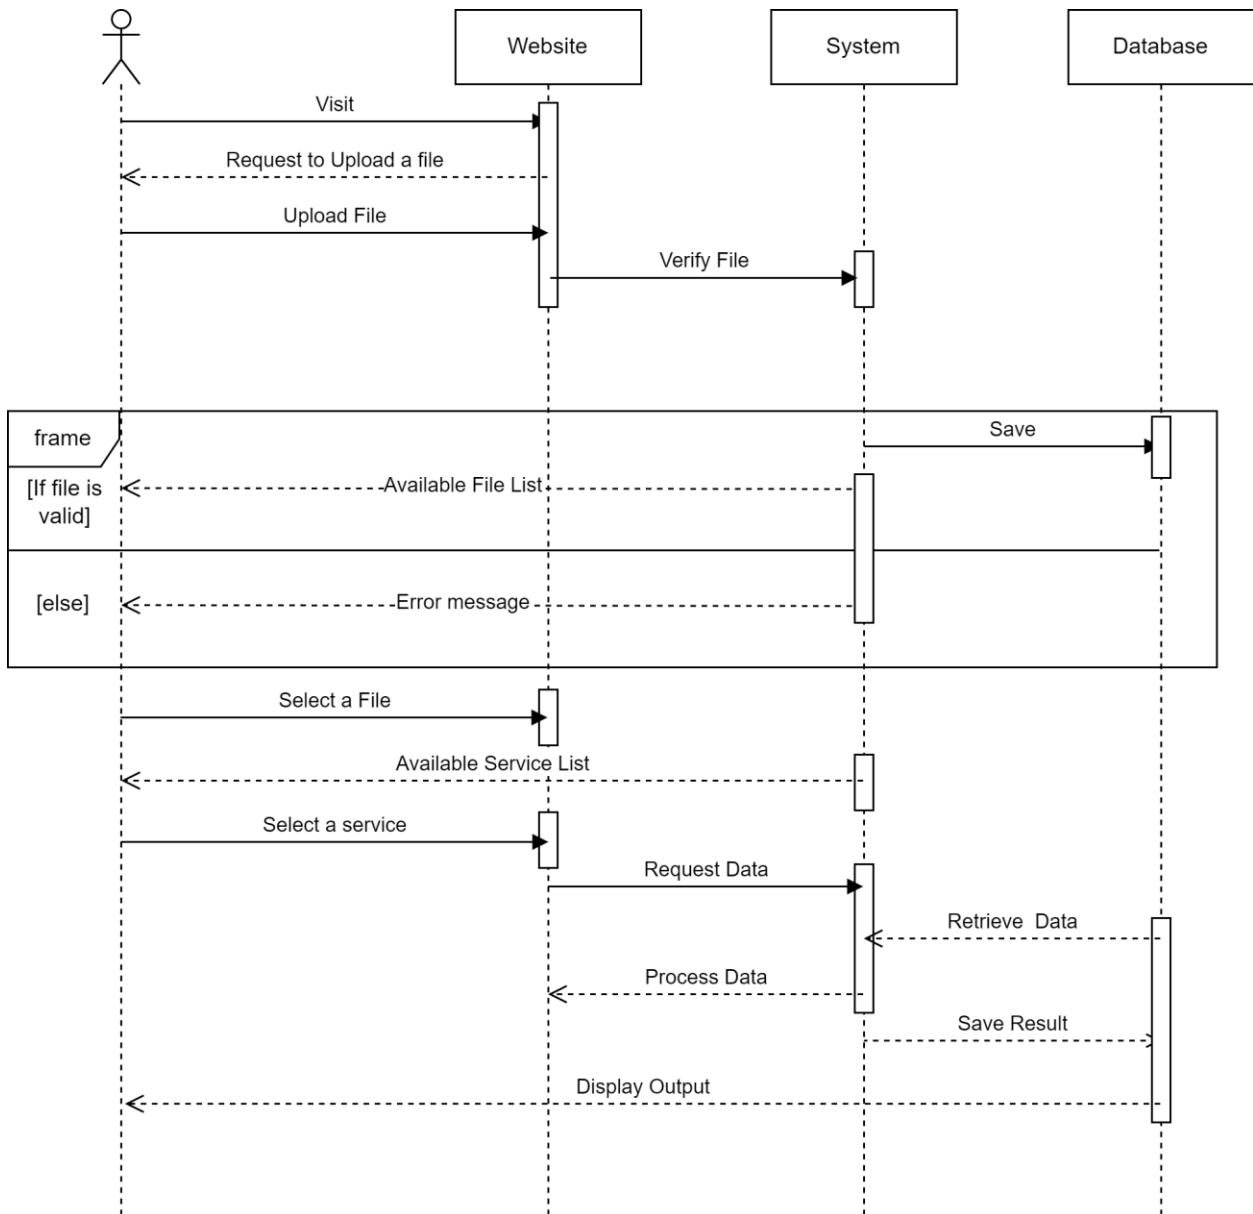 Website
System
Database
Visit
Request to Upload a file
Upload File
Verify File
frame
Save
[If file is
valid]
Available File List
[else]
Error message
Select a File
Available Service List
Select a service
Request Data
Retrieve  Data
Process Data
Save Result
Display Output